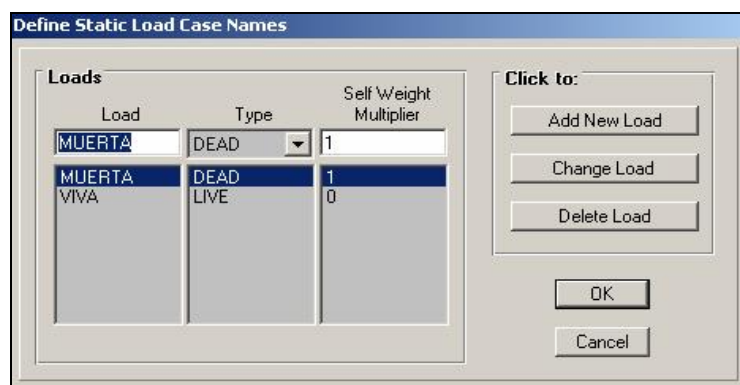 Define Static Load Case Names
Loads
Load Type Self Weight Multiplier
MUERTA DEAD 1
MUERTA DEAD 1
VIVA LIVE 0
Click to:
Add New Load
Change Load
Delete Load
OK
Cancel